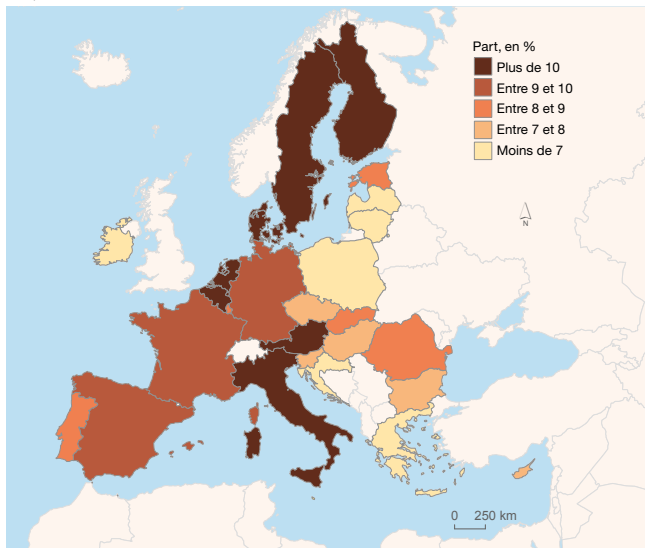 Part, en %
Plus de 10
Entre 9 et 10
Entre 8 et 9
Entre 7 et 8
Moins de 7
N
0 250 km